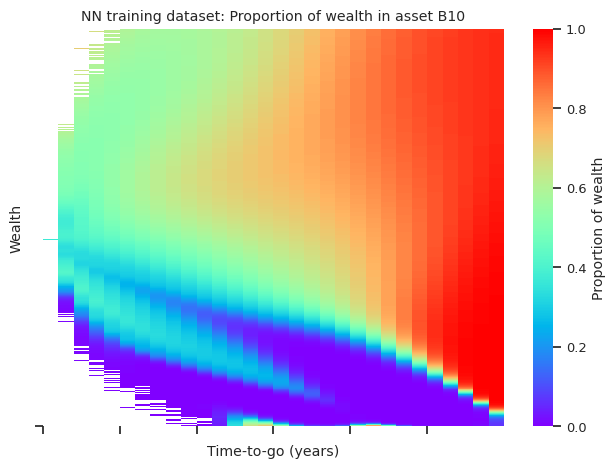 NN training dataset: Proportion of wealth in asset B10
Wealth
Time-to-go (years)
1.0
0.8
0.6
0.4
0.2
0.0
Proportion of wealth